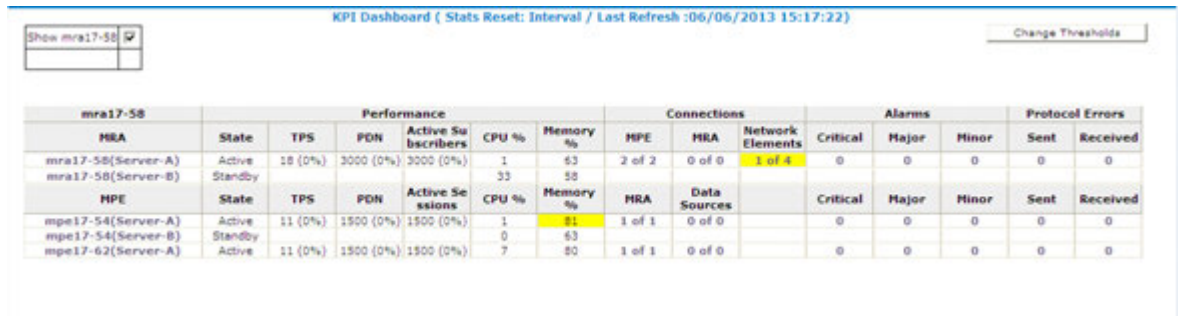 KPI Dashboard ( Stats Reset: Interval / Last Refresh :06/06/2013 15:17:22)
Show mra17-58
Change Thresholds
mra17-58 Performance Connections Alarms Protocol Errors
MRA State TPS PDN Active Su bscribers CPU % Memory % MPE MRA Network Elements Critical Major Minor Sent Received
mra17-58(Server-A) Active 18 (0%) 3000 (0%) 3000 (0%) 1 63 2 of 2 0 of 0 1 of 4 0 0 0 0 0
mra17-58(Server-B) Standby 33 58
MPE State TPS PDN Active Se ssions CPU % Memory % MRA Data Sources Critical Major Minor Sent Received
mpe17-54(Server-A) Active 11 (0%) 1500 (0%) 1500 (0%) 1 81 1 of 1 0 of 0 0 0 0 0 0
mpe17-54(Server-B) Standby 0 63
mpe17-62(Server-A) Active 11 (0%) 1500 (0%) 1500 (0%) 7 80 1 of 1 0 of 0 0 0 0 0 0